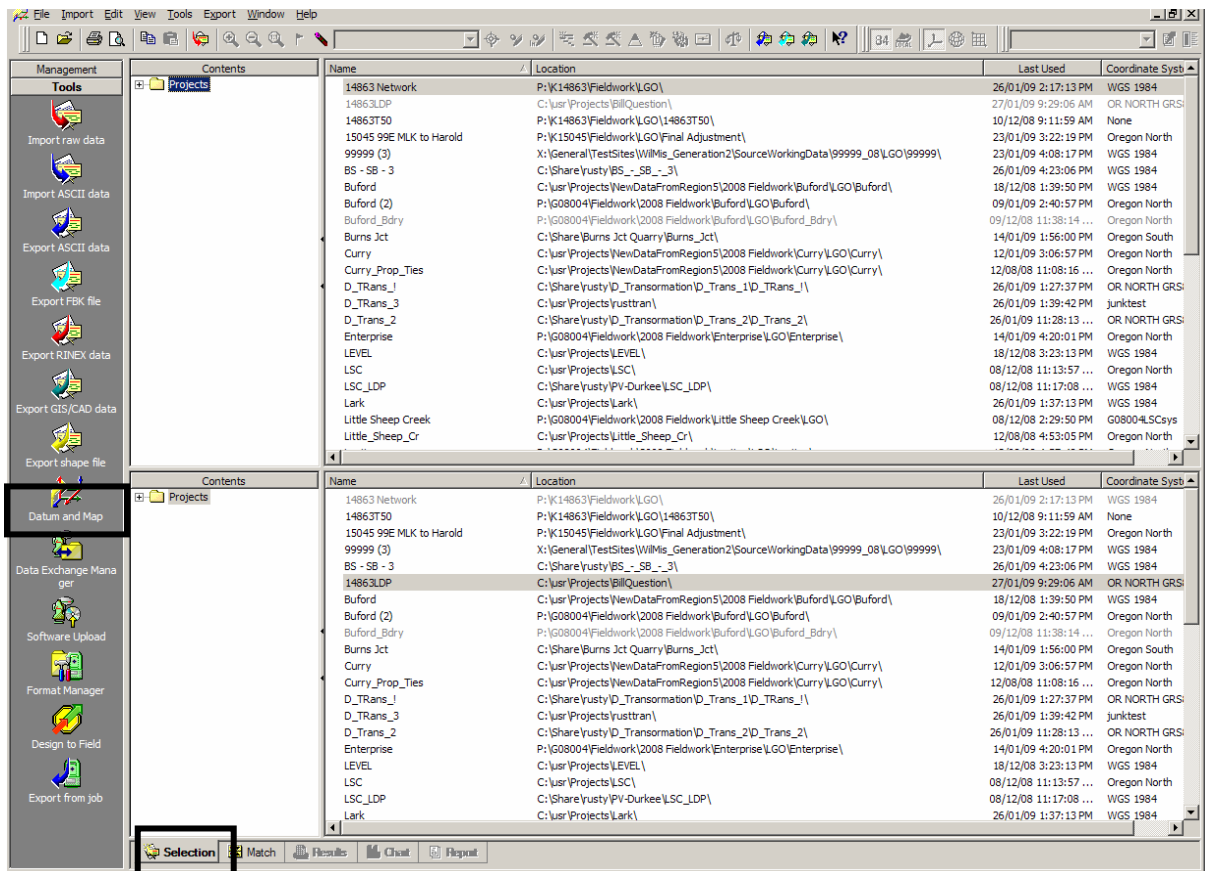 File Import Edit View Tools Export Window Help
84
Management
Tools
Import raw data
Import ASCII data
Export ASCII data
Export FBK file
Export RINEX data
Export GIS/CAD data
Export shape file
Datum and Map
Data Exchange Mana
ger
Software Upload
Format Manager
Design to Field
Export from job
Contents
Projects
Name Location Last Used Coordinate Syst
14863 Network P:\K14863\Fieldwork\LGO\ 26/01/09 2:17:13 PM WGS 1984
14863LDP C:\usr\Projects\BillQuestion\ 27/01/09 9:29:06 AM OR NORTH GRS
14863T50 P:\K14863\Fieldwork\LGO\14863T50\ 10/12/08 9:11:59 AM None
15045 99E MLK to Harold P:\K15045\Fieldwork\LGO\Final Adjustment\ 23/01/09 3:22:19 PM Oregon North
99999 (3) X:\General\TestSites\WilMis_Generation2\SourceWorkingData\99999_08\LGO\99999\ 23/01/09 4:08:17 PM WGS 1984
BS - SB - 3 C:\Share\rusty\BS_-_SB_-_3\ 26/01/09 4:23:06 PM WGS 1984
Buford C:\usr\Projects\NewDataFromRegion5\2008 Fieldwork\Buford\LGO\Buford\ 18/12/08 1:39:50 PM WGS 1984
Buford (2) P:\G08004\Fieldwork\2008 Fieldwork\Buford\LGO\Buford\ 09/01/09 2:40:57 PM Oregon North
Buford_Bdry P:\G08004\Fieldwork\2008 Fieldwork\Buford\LGO\Buford_Bdry\ 09/12/08 11:38:14 ... Oregon North
Burns Jct C:\Share\Burns Jct Quarry\Burns_Jct\ 14/01/09 1:56:00 PM Oregon South
Curry C:\usr\Projects\NewDataFromRegion5\2008 Fieldwork\Curry\LGO\Curry\ 12/01/09 3:06:57 PM Oregon North
Curry_Prop_Ties C:\usr\Projects\NewDataFromRegion5\2008 Fieldwork\Curry\LGO\Curry\ 12/08/08 11:08:16 ... Oregon North
D_TRans_! C:\Share\rusty\D_Transormation\D_Trans_1\D_TRans_!\ 26/01/09 1:27:37 PM OR NORTH GRS
D_TRans_3 C:\usr\Projects\rusttran\ 26/01/09 1:39:42 PM junktest
D_Trans_2 C:\Share\rusty\D_Transormation\D_Trans_2\D_Trans_2\ 26/01/09 11:28:13 ... OR NORTH GRS
Enterprise P:\G08004\Fieldwork\2008 Fieldwork\Enterprise\LGO\Enterprise\ 14/01/09 4:20:01 PM Oregon North
LEVEL C:\usr\Projects\LEVEL\ 18/12/08 3:23:13 PM WGS 1984
LSC C:\usr\Projects\LSC\ 08/12/08 11:13:57 ... Oregon North
LSC_LDP C:\Share\rusty\PV-Durkee\LSC_LDP\ 08/12/08 11:17:08 ... WGS 1984
Lark C:\usr\Projects\Lark\ 26/01/09 1:37:13 PM WGS 1984
Little Sheep Creek P:\G08004\Fieldwork\2008 Fieldwork\Little Sheep Creek\LGO\ 08/12/08 2:29:50 PM G08004LSCsys
Little_Sheep_Cr C:\usr\Projects\Little_Sheep_Cr\ 12/08/08 4:53:05 PM Oregon North
Contents
Projects
Name Location Last Used Coordinate Syst
14863 Network P:\K14863\Fieldwork\LGO\ 26/01/09 2:17:13 PM WGS 1984
14863T50 P:\K14863\Fieldwork\LGO\14863T50\ 10/12/08 9:11:59 AM None
15045 99E MLK to Harold P:\K15045\Fieldwork\LGO\Final Adjustment\ 23/01/09 3:22:19 PM Oregon North
99999 (3) X:\General\TestSites\WilMis_Generation2\SourceWorkingData\99999_08\LGO\99999\ 23/01/09 4:08:17 PM WGS 1984
BS - SB - 3 C:\Share\rusty\BS_-_SB_-_3\ 26/01/09 4:23:06 PM WGS 1984
14863LDP C:\usr\Projects\BillQuestion\ 27/01/09 9:29:06 AM OR NORTH GRS
Buford C:\usr\Projects\NewDataFromRegion5\2008 Fieldwork\Buford\LGO\Buford\ 18/12/08 1:39:50 PM WGS 1984
Buford (2) P:\G08004\Fieldwork\2008 Fieldwork\Buford\LGO\Buford\ 09/01/09 2:40:57 PM Oregon North
Buford_Bdry P:\G08004\Fieldwork\2008 Fieldwork\Buford\LGO\Buford_Bdry\ 09/12/08 11:38:14 ... Oregon North
Burns Jct C:\Share\Burns Jct Quarry\Burns_Jct\ 14/01/09 1:56:00 PM Oregon South
Curry C:\usr\Projects\NewDataFromRegion5\2008 Fieldwork\Curry\LGO\Curry\ 12/01/09 3:06:57 PM Oregon North
Curry_Prop_Ties C:\usr\Projects\NewDataFromRegion5\2008 Fieldwork\Curry\LGO\Curry\ 12/08/08 11:08:16 ... Oregon North
D_TRans_! C:\Share\rusty\D_Transormation\D_Trans_1\D_TRans_!\ 26/01/09 1:27:37 PM OR NORTH GRS
D_TRans_3 C:\usr\Projects\rusttran\ 26/01/09 1:39:42 PM junktest
D_Trans_2 C:\Share\rusty\D_Transormation\D_Trans_2\D_Trans_2\ 26/01/09 11:28:13 ... OR NORTH GRS
Enterprise P:\G08004\Fieldwork\2008 Fieldwork\Enterprise\LGO\Enterprise\ 14/01/09 4:20:01 PM Oregon North
LEVEL C:\usr\Projects\LEVEL\ 18/12/08 3:23:13 PM WGS 1984
LSC C:\usr\Projects\LSC\ 08/12/08 11:13:57 ... Oregon North
LSC_LDP C:\Share\rusty\PV-Durkee\LSC_LDP\ 08/12/08 11:17:08 ... WGS 1984
Lark C:\usr\Projects\Lark\ 26/01/09 1:37:13 PM WGS 1984
Selection Match Results Chart Report